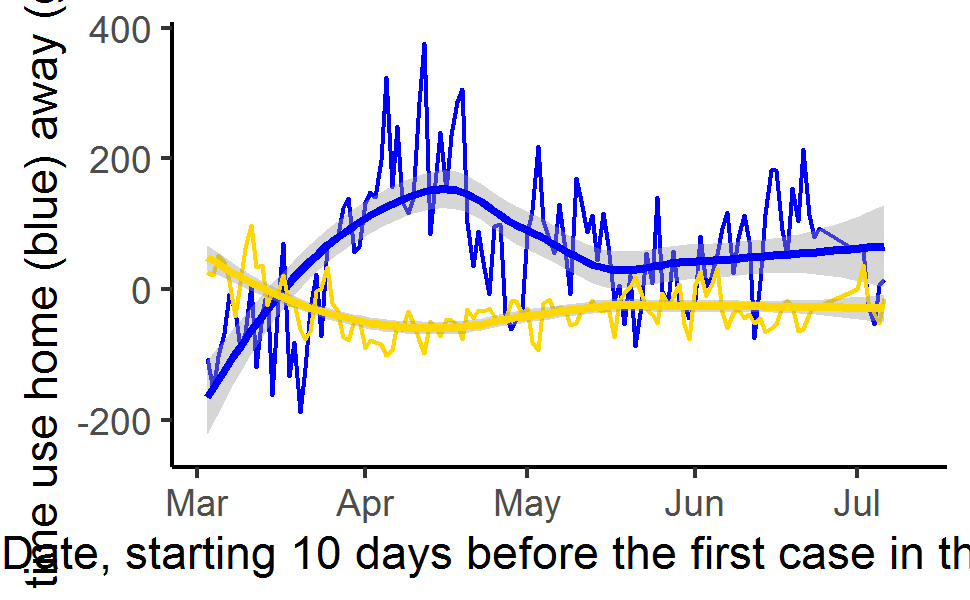 time use home (blue) away (
400
200
0
-200
Mar Apr May Jun Jul
Date, starting 10 days before the first case in th